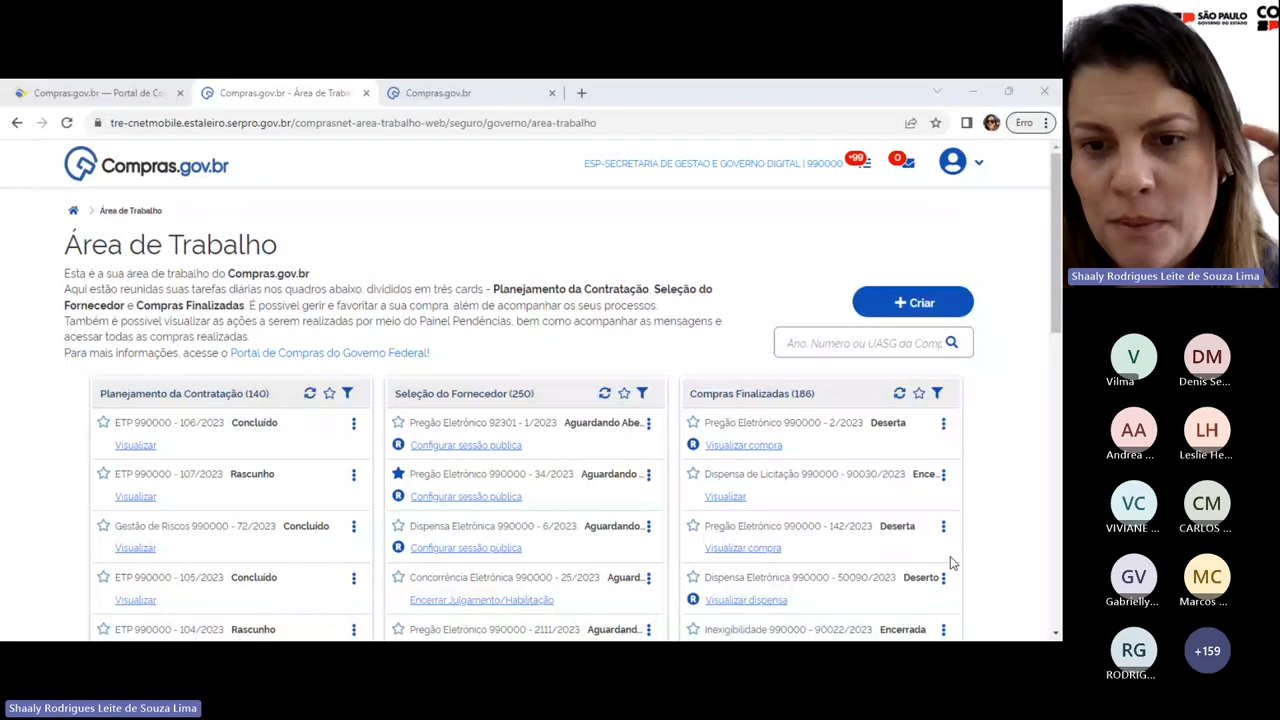 Compras.gov.br — Portal de Co
Compras.gov.br - Área de Traba
Compras.gov.br
tre-cnetmobile.estaleiro.serpro.gov.br/comprasnet-area-trabalho-web/seguro/governo/area-trabalho
Erro
Compras.gov.br
ESP-SECRETARIA DE GESTAO E GOVERNO DIGITAL | 990000
+99
0
Área de Trabalho
Área de Trabalho
Esta é a sua área de trabalho do Compras.gov.br
Aqui estão reunidas suas tarefas diárias nos quadros abaixo, divididos em três cards - Planejamento da Contratação, Seleção do
Fornecedor e Compras Finalizadas. É possível gerir e favoritar a sua compra, além de acompanhar os seus processos.
Também é possível visualizar as ações a serem realizadas por meio do Painel Pendências, bem como acompanhar as mensagens e
acessar todas as compras realizadas.
Para mais informações, acesse o Portal de Compras do Governo Federal!
+ Criar
Ano, Numero ou UASG da Comp
Planejamento da Contratação (140)
ETP 990000 - 106/2023 Concluído
Visualizar
ETP 990000 - 107/2023 Rascunho
Visualizar
Gestão de Riscos 990000 - 72/2023 Concluído
Visualizar
ETP 990000 - 105/2023 Concluído
Visualizar
ETP 990000 - 104/2023 Rascunho
Seleção do Fornecedor (250)
Pregão Eletrônico 92301 - 1/2023 Aguardando Abe...
R Configurar sessão pública
Pregão Eletrônico 990000 - 34/2023 Aguardando ...
R Configurar sessão pública
Dispensa Eletrônica 990000 - 6/2023 Aguardando...
R Configurar sessão pública
Concorrência Eletrônica 990000 - 25/2023 Aguard...
Encerrar Julgamento/Habilitação
Pregão Eletrônico 990000 - 2111/2023 Aguardand...
Compras Finalizadas (186)
Pregão Eletrônico 990000 - 2/2023 Deserta
R Visualizar compra
Dispensa de Licitação 990000 - 90030/2023 Ence...
Visualizar
Pregão Eletrônico 990000 - 142/2023 Deserta
Visualizar compra
Dispensa Eletrônica 990000 - 50090/2023 Deserto
R Visualizar dispensa
Inexigibilidade 990000 - 90022/2023 Encerrada
SÃO PAULO
GOVERNO DO ESTADO
CO
Shaaly Rodrigues Leite de Souza Lima
V
Vilma
DM
Denis Se...
AA
Andrea ...
LH
Leslie He...
VC
VIVIANE ...
CM
CARLOS ...
GV
Gabrielly...
MC
Marcos ...
RG
RODRIG...
+159
Shaaly Rodrigues Leite de Souza Lima